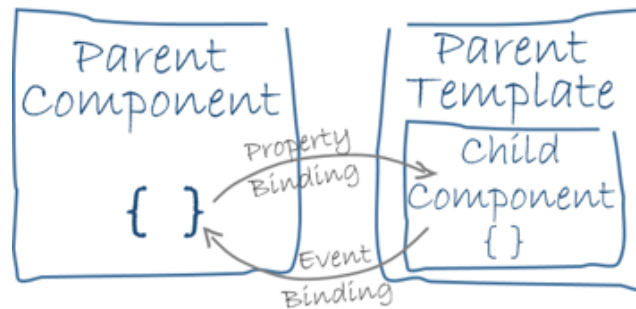 Parent
Component
{ }
Property
Binding
Event
Binding
Parent
Template
Child
Component
{ }